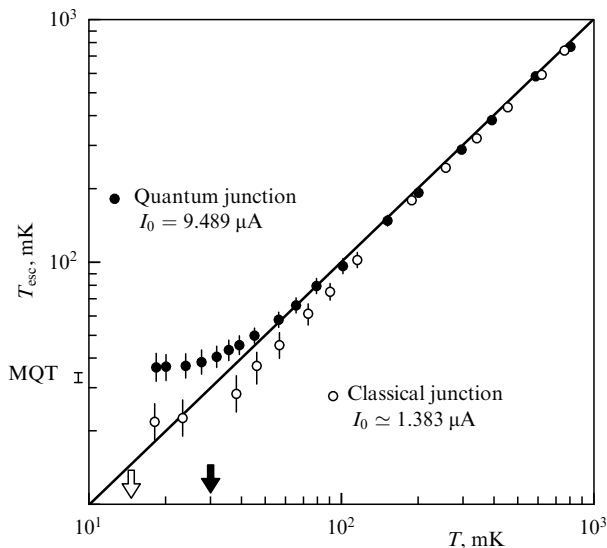 10³
Quantum junction
I₀ = 9.489 µA
T_esc, mK
10²
MQT
Classical junction
I₀ ≃ 1.383 µA
10¹
10²
T, mK
10³